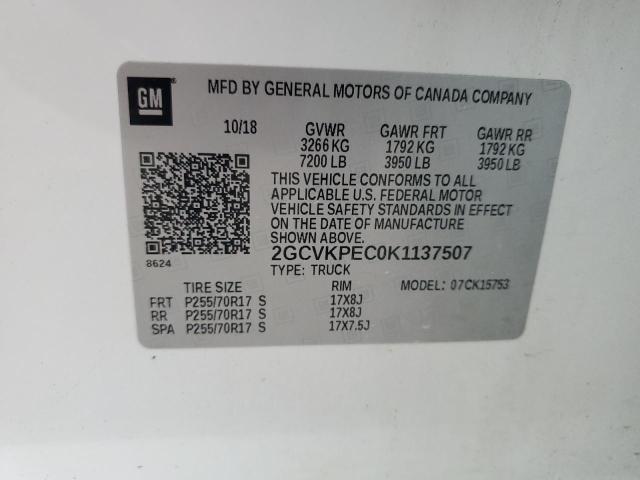 GM
MFD BY GENERAL MOTORS OF CANADA COMPANY
10/18 GVWR GAWR FRT GAWR RR
3266 KG 1792 KG 1792 KG
7200 LB 3950 LB 3950 LB
THIS VEHICLE CONFORMS TO ALL
APPLICABLE U.S. FEDERAL MOTOR
VEHICLE SAFETY STANDARDS IN EFFECT
ON THE DATE OF MANUFACTURE
SHOWN ABOVE.
8624 2GCVKPEC0K1137507
TYPE: TRUCK
TIRE SIZE RIM MODEL: 07CK15753
FRT P255/70R17 S 17X8J
RR P255/70R17 S 17X8J
SPA P255/70R17 S 17X7.5J